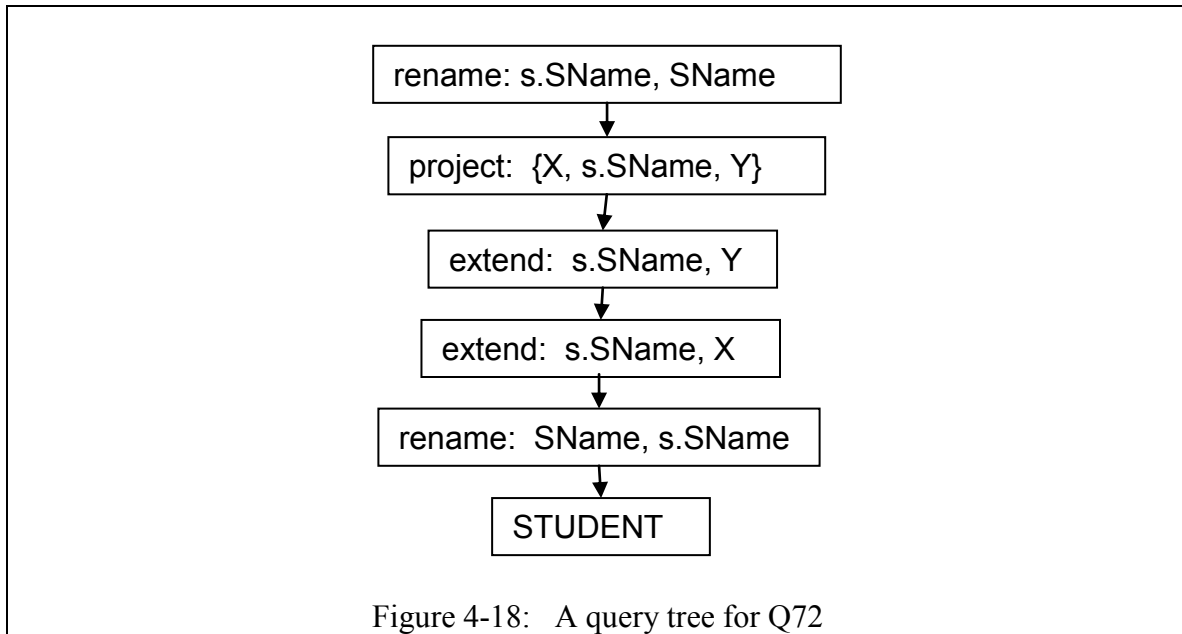 rename: s.SName, SName
project: {X, s.SName, Y}
extend: s.SName, Y
extend: s.SName, X
rename: SName, s.SName
STUDENT
Figure 4-18: A query tree for Q72